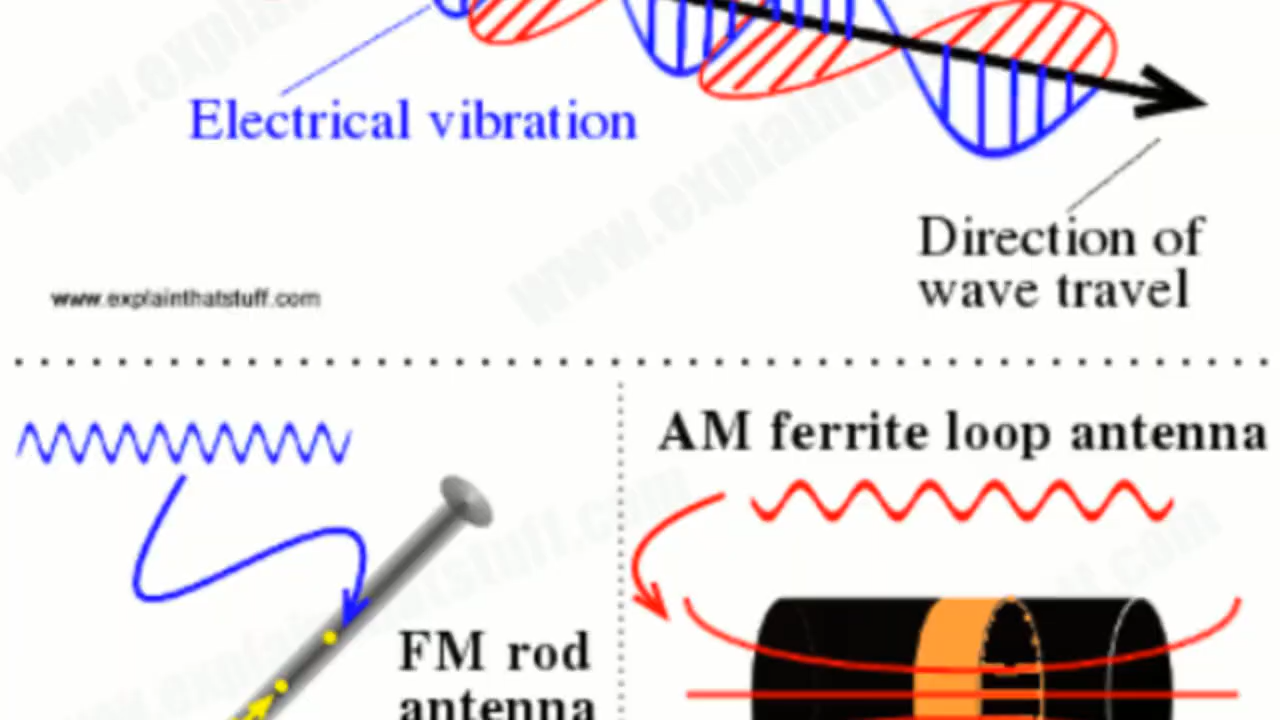 Electrical vibration
Direction of
wave travel
www.explainthatstuff.com
AM ferrite loop antenna
FM rod
antenna